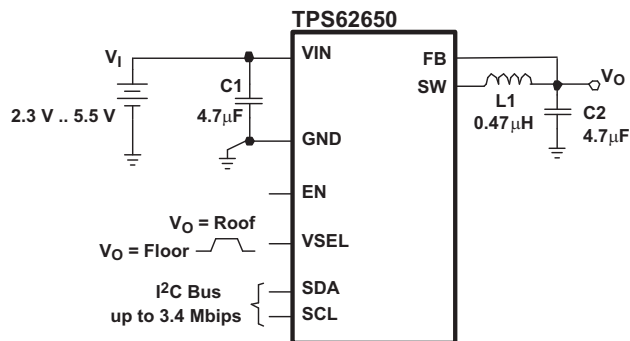 TPS62650
V_I
VIN
FB
V_O
SW
C1
2.3 V .. 5.5 V
4.7μF
L1
0.47μH
C2
4.7μF
GND
EN
V_O = Roof
V_O = Floor
VSEL
I²C Bus
up to 3.4 Mbips
SDA
SCL